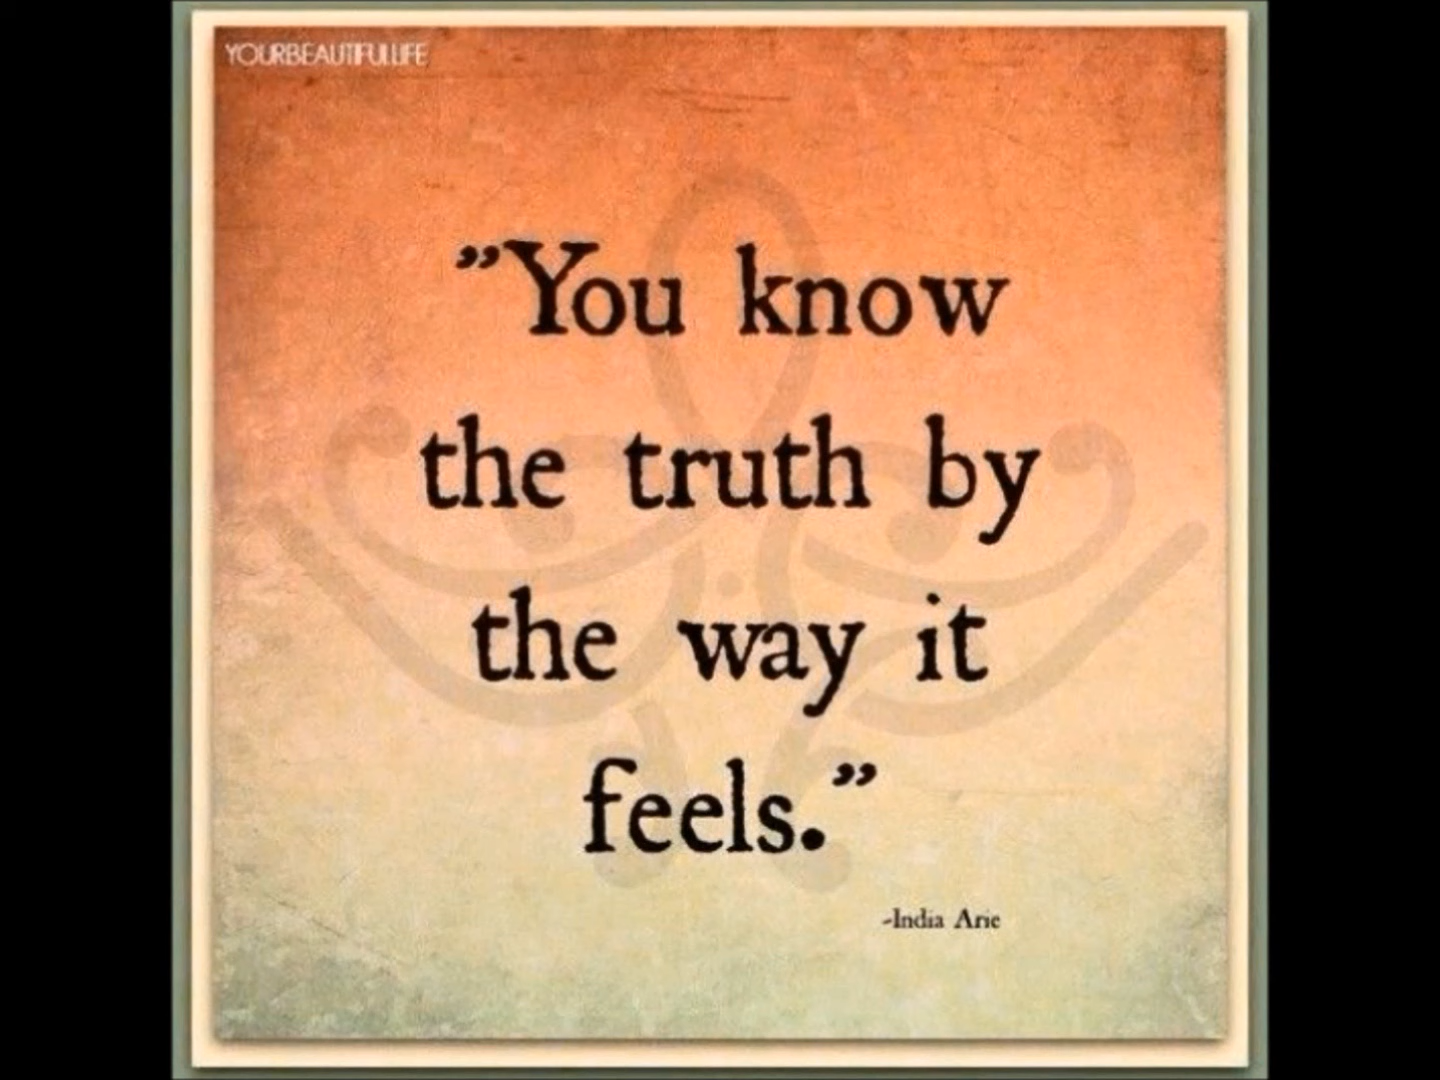 YOURBEAUTIFULLIFE
”You know
the truth by
the way it
feels.”
-India Arie